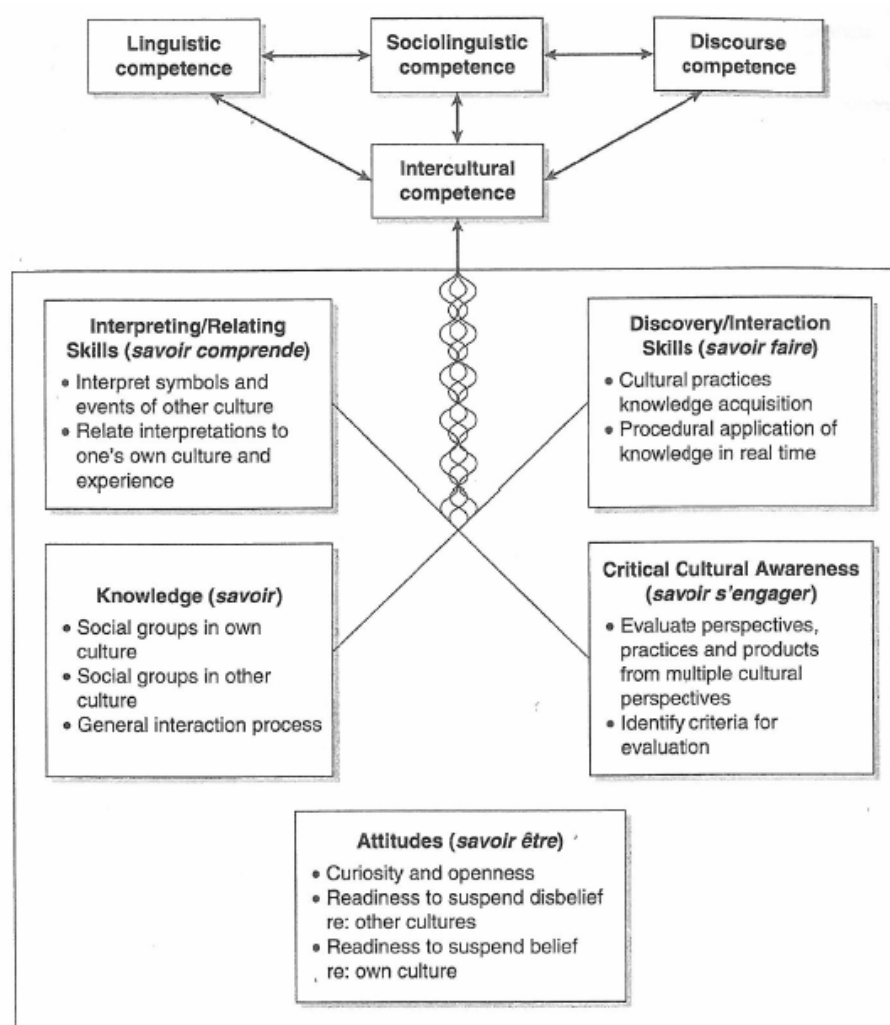 Linguistic
competence
Sociolinguistic
competence
Discourse
competence
Intercultural
competence
Interpreting/Relating
Skills (savoir comprende)
• Interpret symbols and
events of other culture
• Relate interpretations to
one's own culture and
experience
Discovery/Interaction
Skills (savoir faire)
• Cultural practices
knowledge acquisition
• Procedural application of
knowledge in real time
Knowledge (savoir)
• Social groups in own
culture
• Social groups in other
culture
• General interaction process
Critical Cultural Awareness
(savoir s'engager)
• Evaluate perspectives,
practices and products
from multiple cultural
perspectives
• Identify criteria for
evaluation
Attitudes (savoir être)
• Curiosity and openness
• Readiness to suspend disbelief
re: other cultures
• Readiness to suspend belief
re: own culture